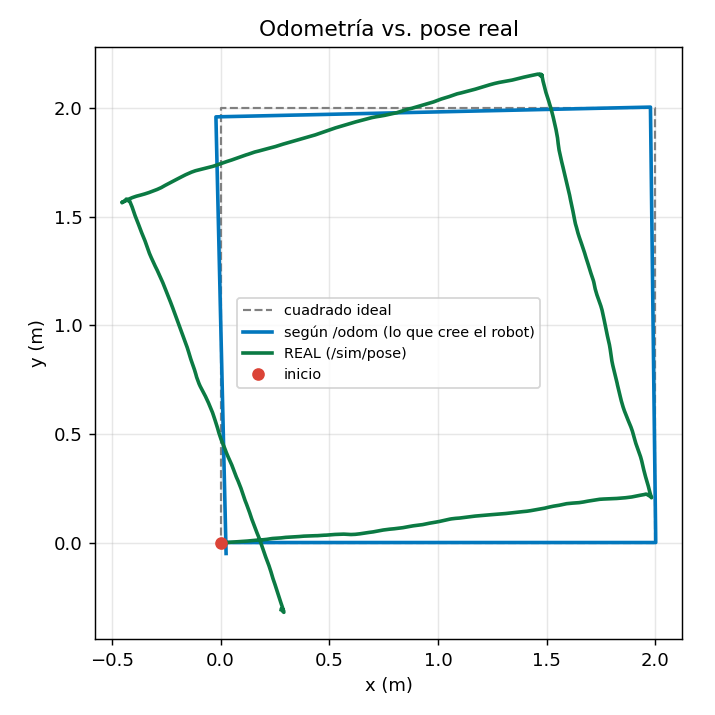 Odometría vs. pose real
2.0
1.5
1.0
0.5
0.0
y (m)
cuadrado ideal
según /odom (lo que cree el robot)
REAL (/sim/pose)
inicio
−0.5
0.0
0.5
1.0
1.5
2.0
x (m)